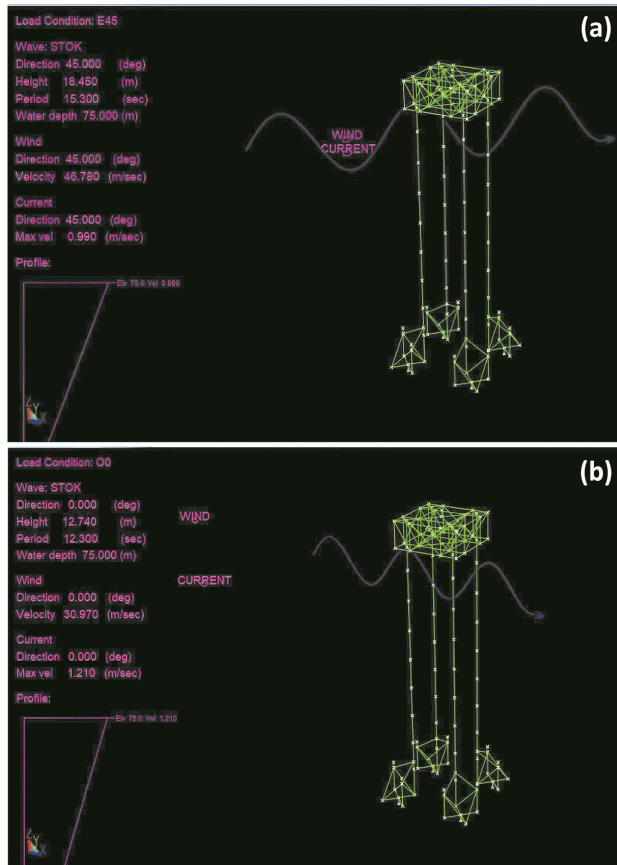 (a)
Load Condition: E45
Wave: STOK
Direction 45.000 (deg)
Height 18.450 (m)
Period 15.300 (sec)
Water depth 75.000 (m)
Wind
Direction 45.000 (deg)
Velocity 46.780 (m/sec)
Current
Direction 45.000 (deg)
Max vel 0.990 (m/sec)
Profile:
Elv 75.0: Vel 0.990
WIND
CURRENT
(b)
Load Condition: O0
Wave: STOK
Direction 0.000 (deg)
Height 12.740 (m)
Period 12.300 (sec)
Water depth 75.000 (m)
Wind
Direction 0.000 (deg)
Velocity 30.970 (m/sec)
Current
Direction 0.000 (deg)
Max vel 1.210 (m/sec)
Profile:
Elv 75.0: Vel 1.210
WIND
CURRENT